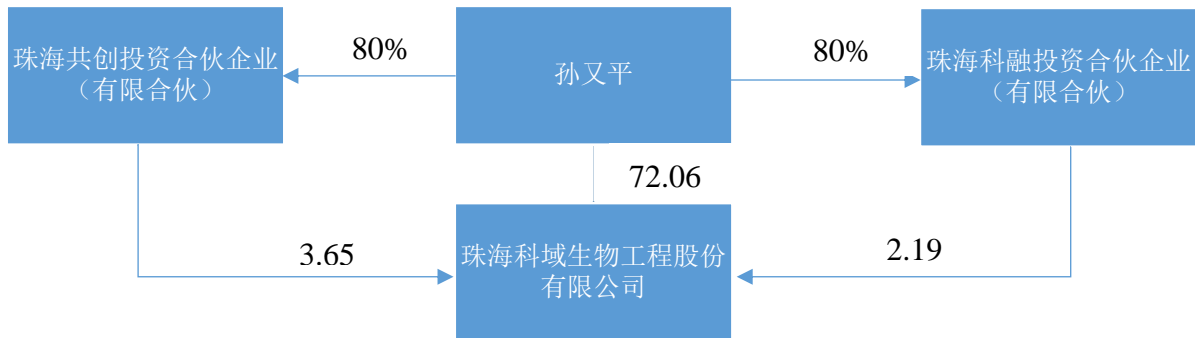 珠海共创投资合伙企业
（有限合伙）
80%
孙又平
80%
珠海科融投资合伙企业
（有限合伙）
72.06
3.65
珠海科域生物工程股份
有限公司
2.19